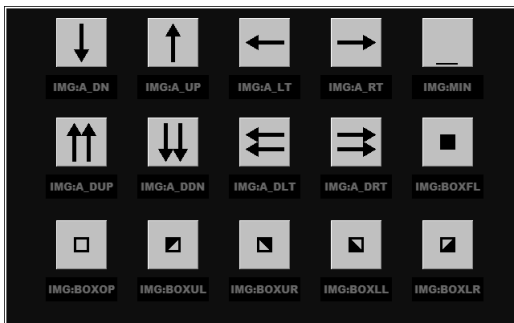 IMG:A_DN IMG:A_UP IMG:A_LT IMG:A_RT IMG:MIN
IMG:A_DUP IMG:A_DDN IMG:A_DLT IMG:A_DRT IMG:BOXFL
IMG:BOXOP IMG:BOXUL IMG:BOXUR IMG:BOXLL IMG:BOXLR